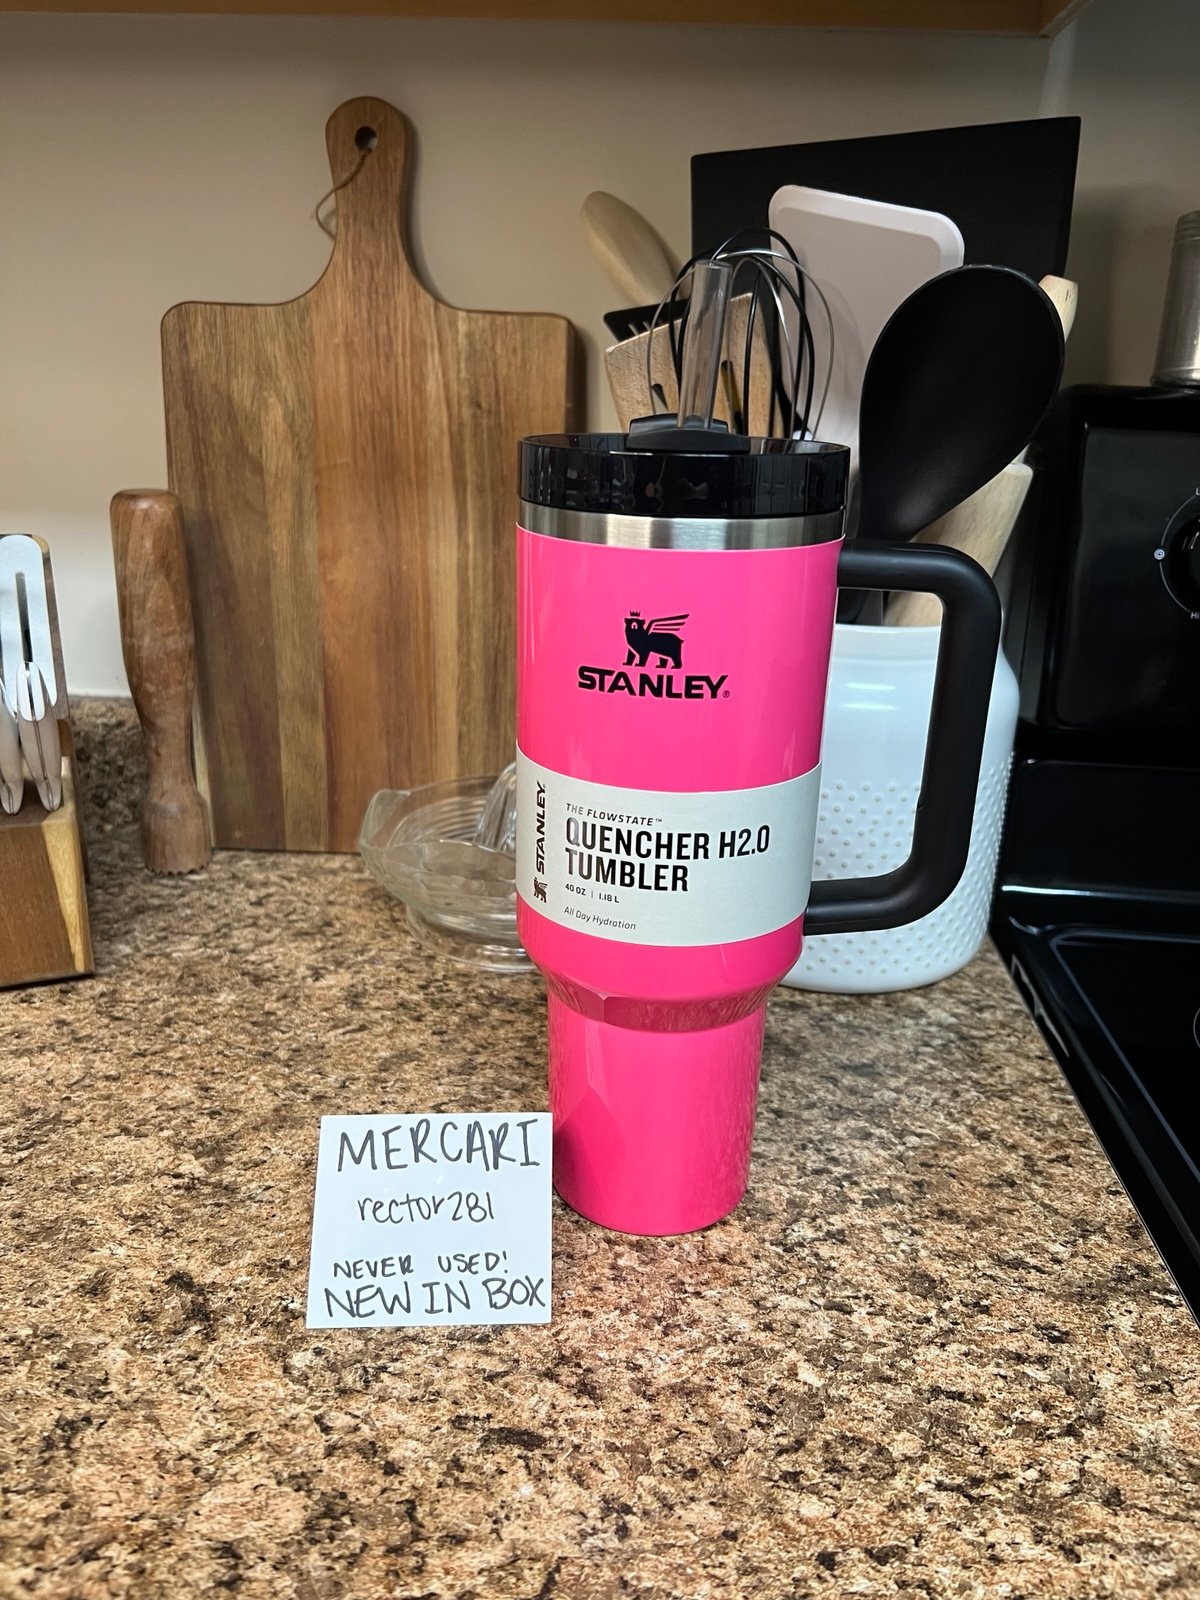 STANLEY®
STANLEY
THE FLOWSTATE™
QUENCHER H2.0
TUMBLER
40 OZ | 1.18 L
All Day Hydration
MERCARI
rector281
NEVER USED!
NEW IN BOX